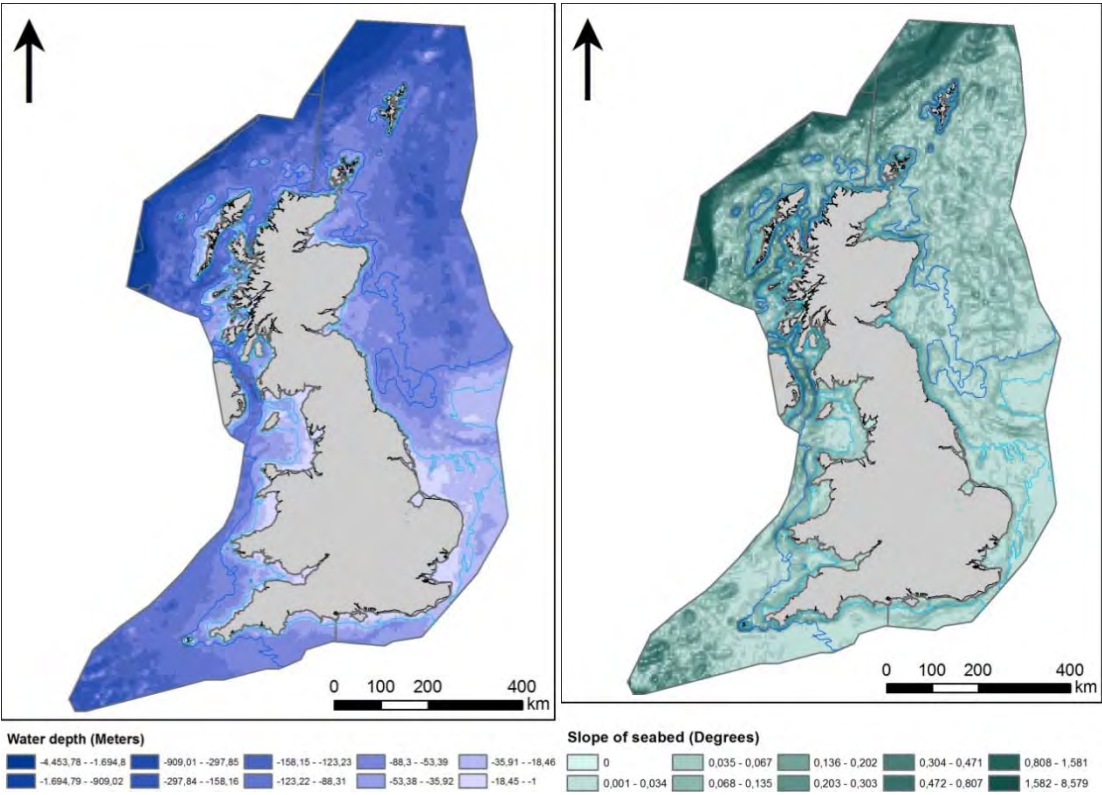 0 100 200 400
km
0 100 200 400
km
Water depth (Meters)
-4.453,78 - -1.694,8
-909,01 - -297,85
-158,15 - -123,23
-88,3 - -53,39
-35.91 - -18,46
-1.694,79 - -909,02
-297,84 - -158,16
-123,22 - -88,31
-53,38 - -35,92
-18,45 - -1
Slope of seabed (Degrees)
0
0,035 - 0,067
0,136 - 0,202
0,304 - 0,471
0,808 - 1,581
0,001 - 0,034
0,068 - 0,135
0,203 - 0,303
0,472 - 0,807
1,582 - 8,579